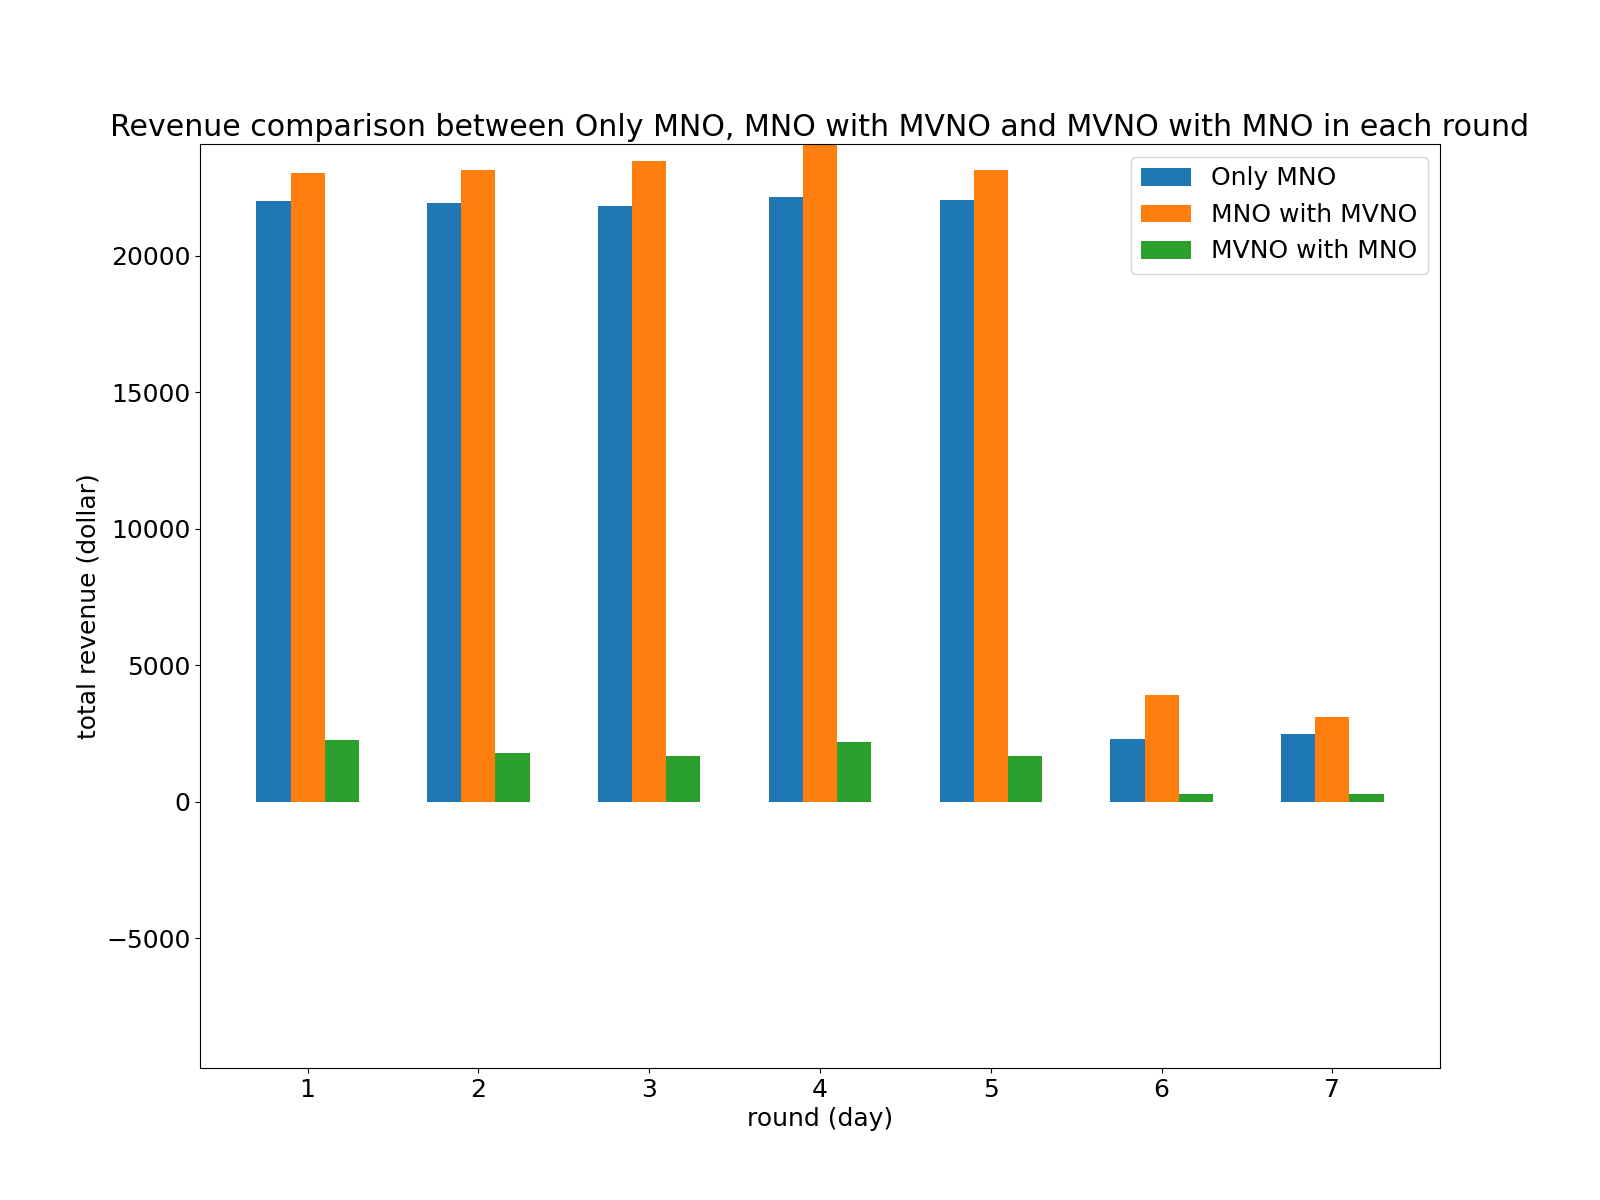 Revenue comparison between Only MNO, MNO with MVNO and MVNO with MNO in each round
Only MNO
MNO with MVNO
MVNO with MNO
total revenue (dollar)
20000
15000
10000
5000
0
−5000
1 2 3 4 5 6 7
round (day)